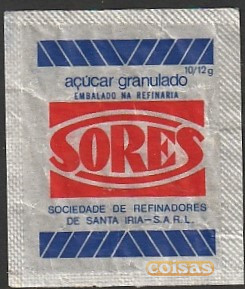 10/12g
açúcar granulado
EMBALADO NA REFINARIA
SORES
SOCIEDADE DE REFINADORES
DE SANTA IRIA-S.A.R.L.
coisas